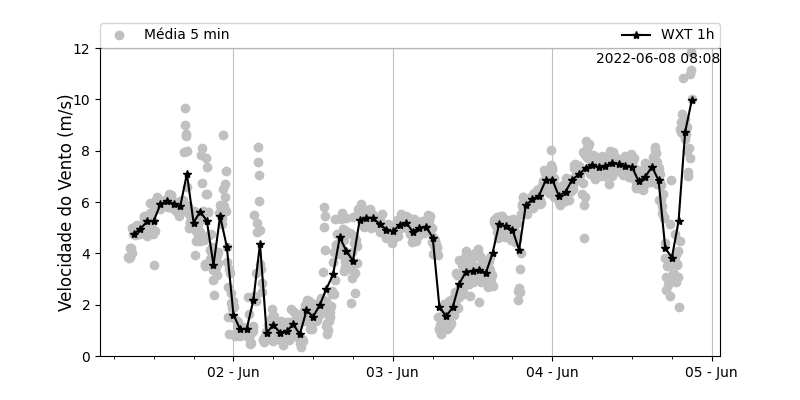 Média 5 min
WXT 1h
2022-06-08 08:08
Velocidade do Vento (m/s)
12
10
8
6
4
2
0
02 - Jun
03 - Jun
04 - Jun
05 - Jun